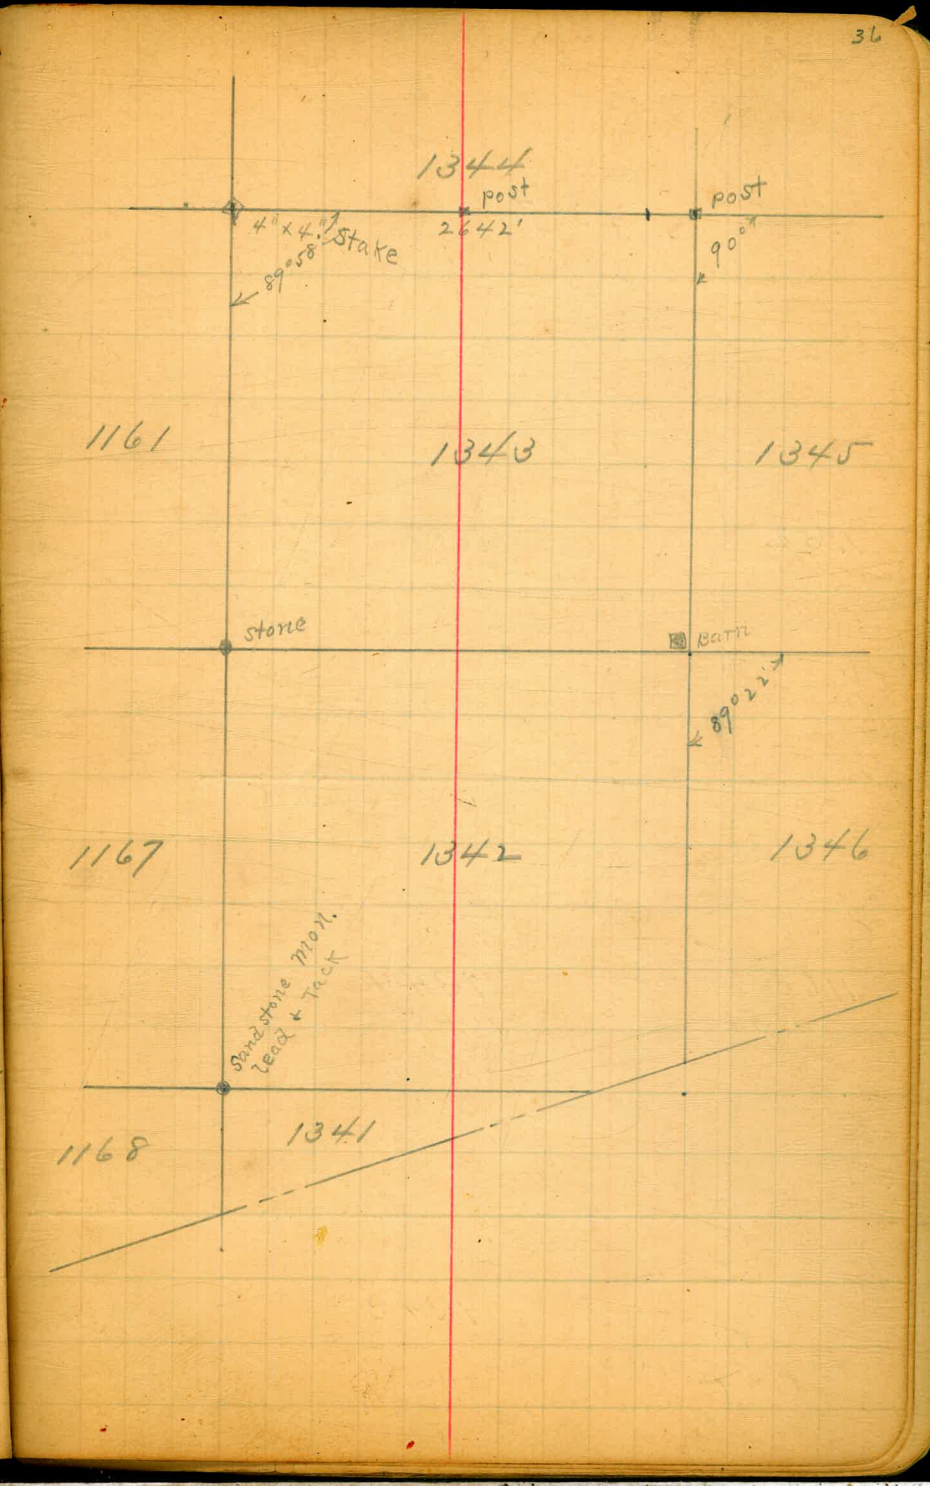 36
1344
post
post
4" x 4" Stake
2642'
90°
89°58'
1161
1343
1345
stone
Barn
89°22'
1167
1342
1346
Sandstone mon.
lead + Tack
1341
1168